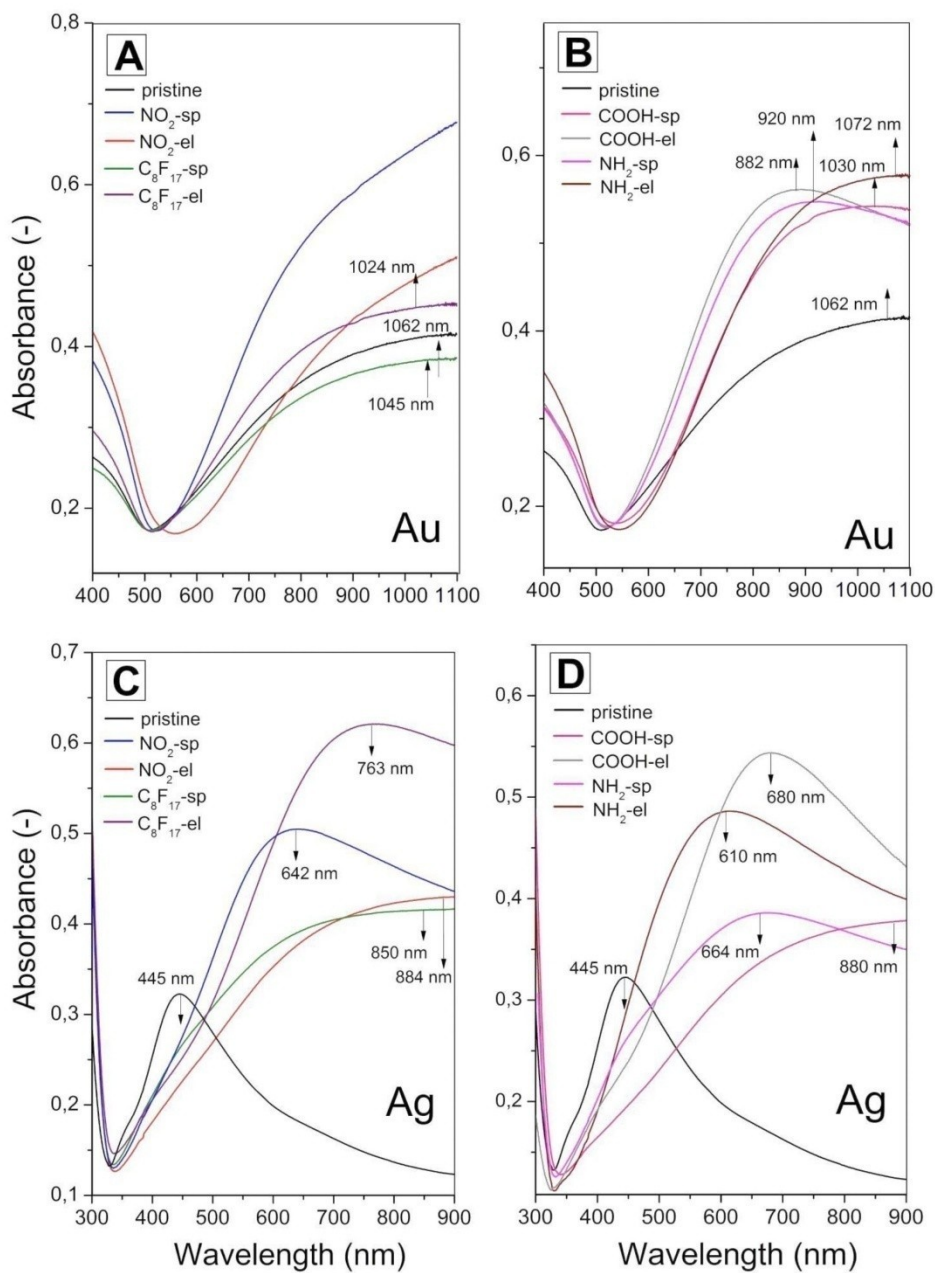 A
pristine
NO₂-sp
NO₂-el
C₈F₁₇-sp
C₈F₁₇-el
1024 nm
1062 nm
1045 nm
Au
0,8
0,6
0,4
0,2
Absorbance (-)
400 500 600 700 800 900 1000 1100
B
pristine
COOH-sp
COOH-el
NH₂-sp
NH₂-el
920 nm
1072 nm
882 nm
1030 nm
1062 nm
Au
0,6
0,4
0,2
400 500 600 700 800 900 1000 1100
C
pristine
NO₂-sp
NO₂-el
C₈F₁₇-sp
C₈F₁₇-el
763 nm
642 nm
850 nm
884 nm
445 nm
Ag
0,7
0,6
0,5
0,4
0,3
0,2
0,1
Absorbance (-)
300 400 500 600 700 800 900
Wavelength (nm)
D
pristine
COOH-sp
COOH-el
NH₂-sp
NH₂-el
680 nm
610 nm
664 nm
880 nm
445 nm
Ag
0,6
0,5
0,4
0,3
0,2
300 400 500 600 700 800 900
Wavelength (nm)